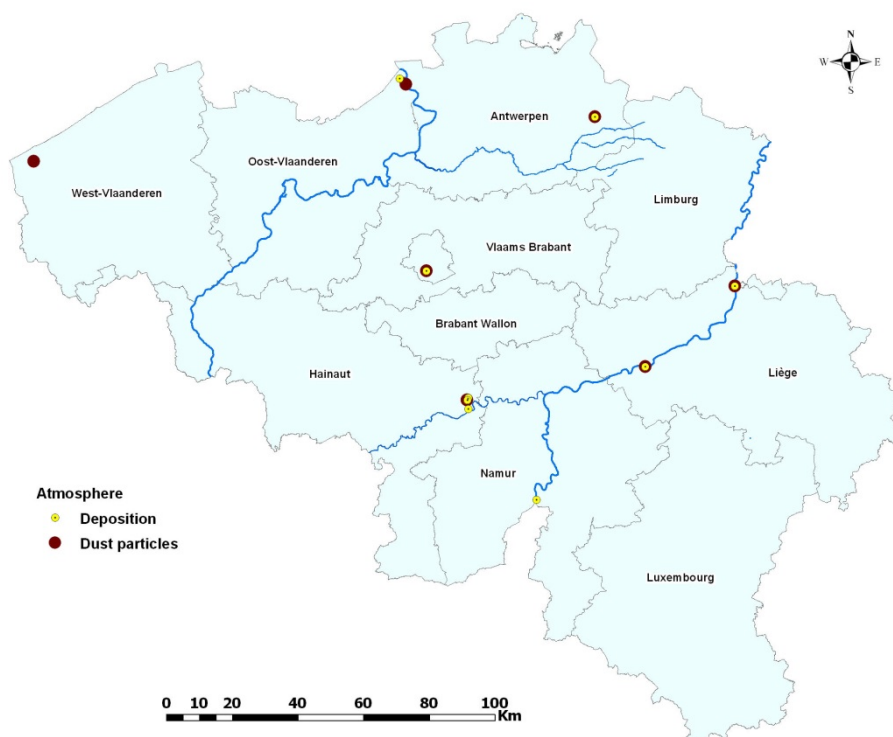 N
W E
S
Antwerpen
Oost-Vlaanderen
West-Vlaanderen
Limburg
Vlaams Brabant
Brabant Wallon
Hainaut
Liège
Namur
Atmosphere
Deposition
Dust particles
Luxembourg
0 10 20 40 60 80 100
Km